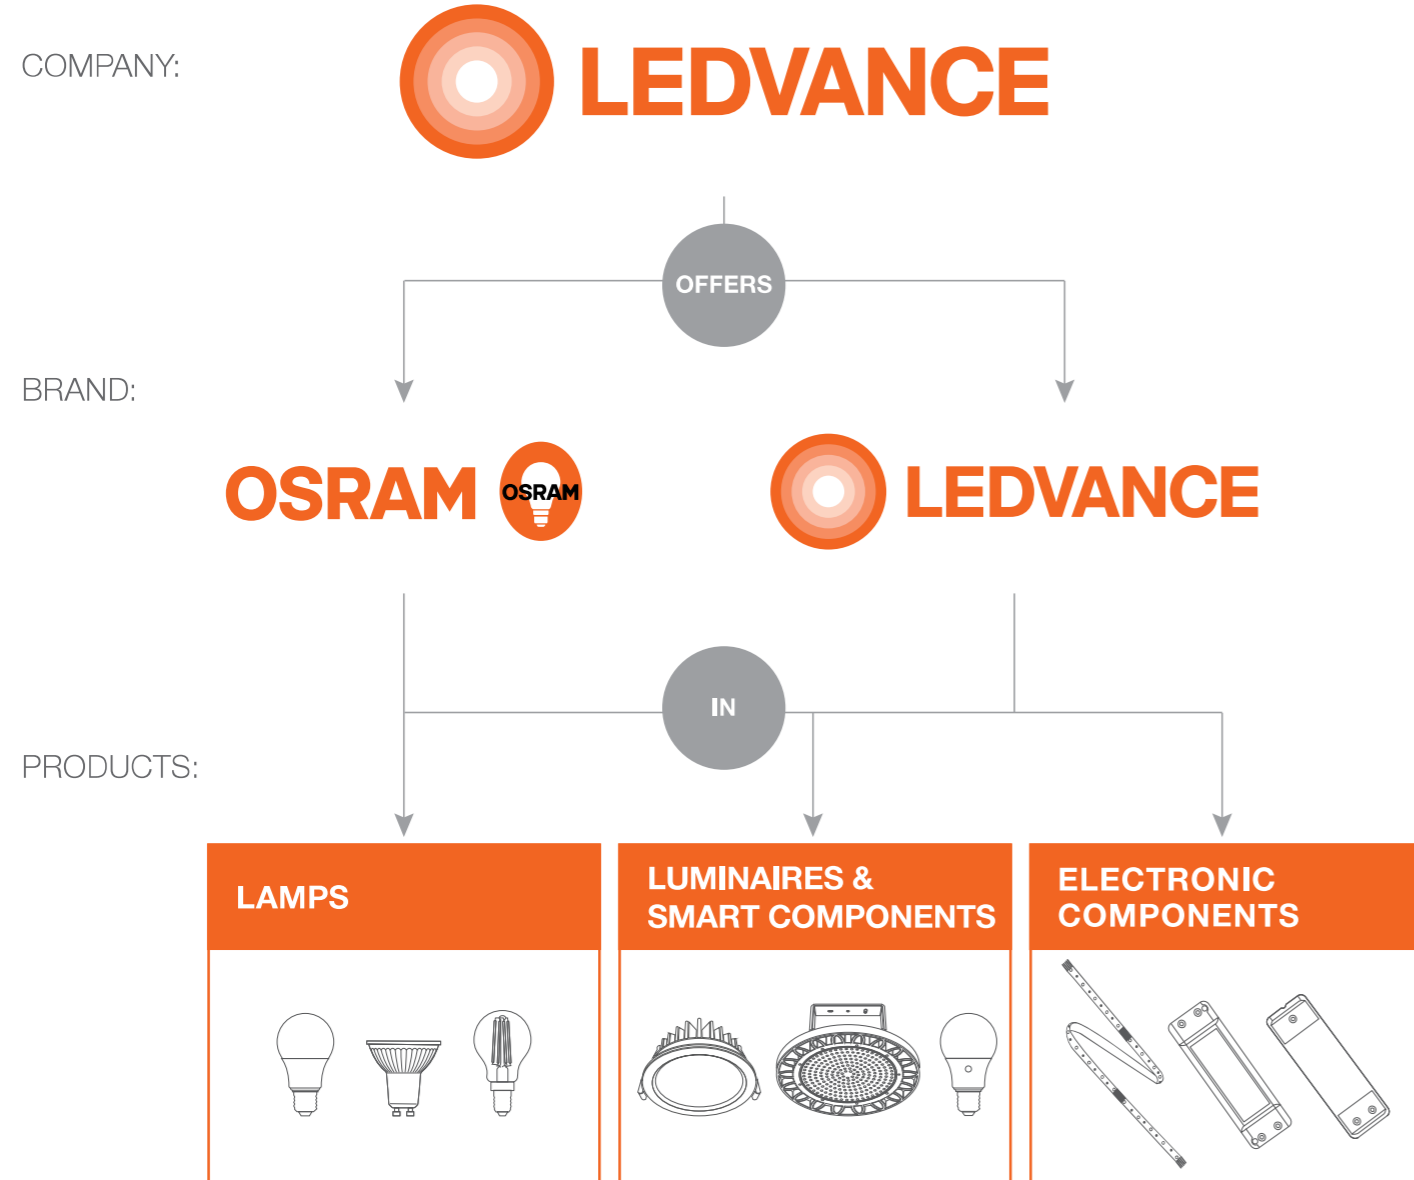 COMPANY:
LEDVANCE
OFFERS
BRAND:
OSRAM
OSRAM
LEDVANCE
IN
PRODUCTS:
LAMPS
LUMINAIRES &
SMART COMPONENTS
ELECTRONIC
COMPONENTS